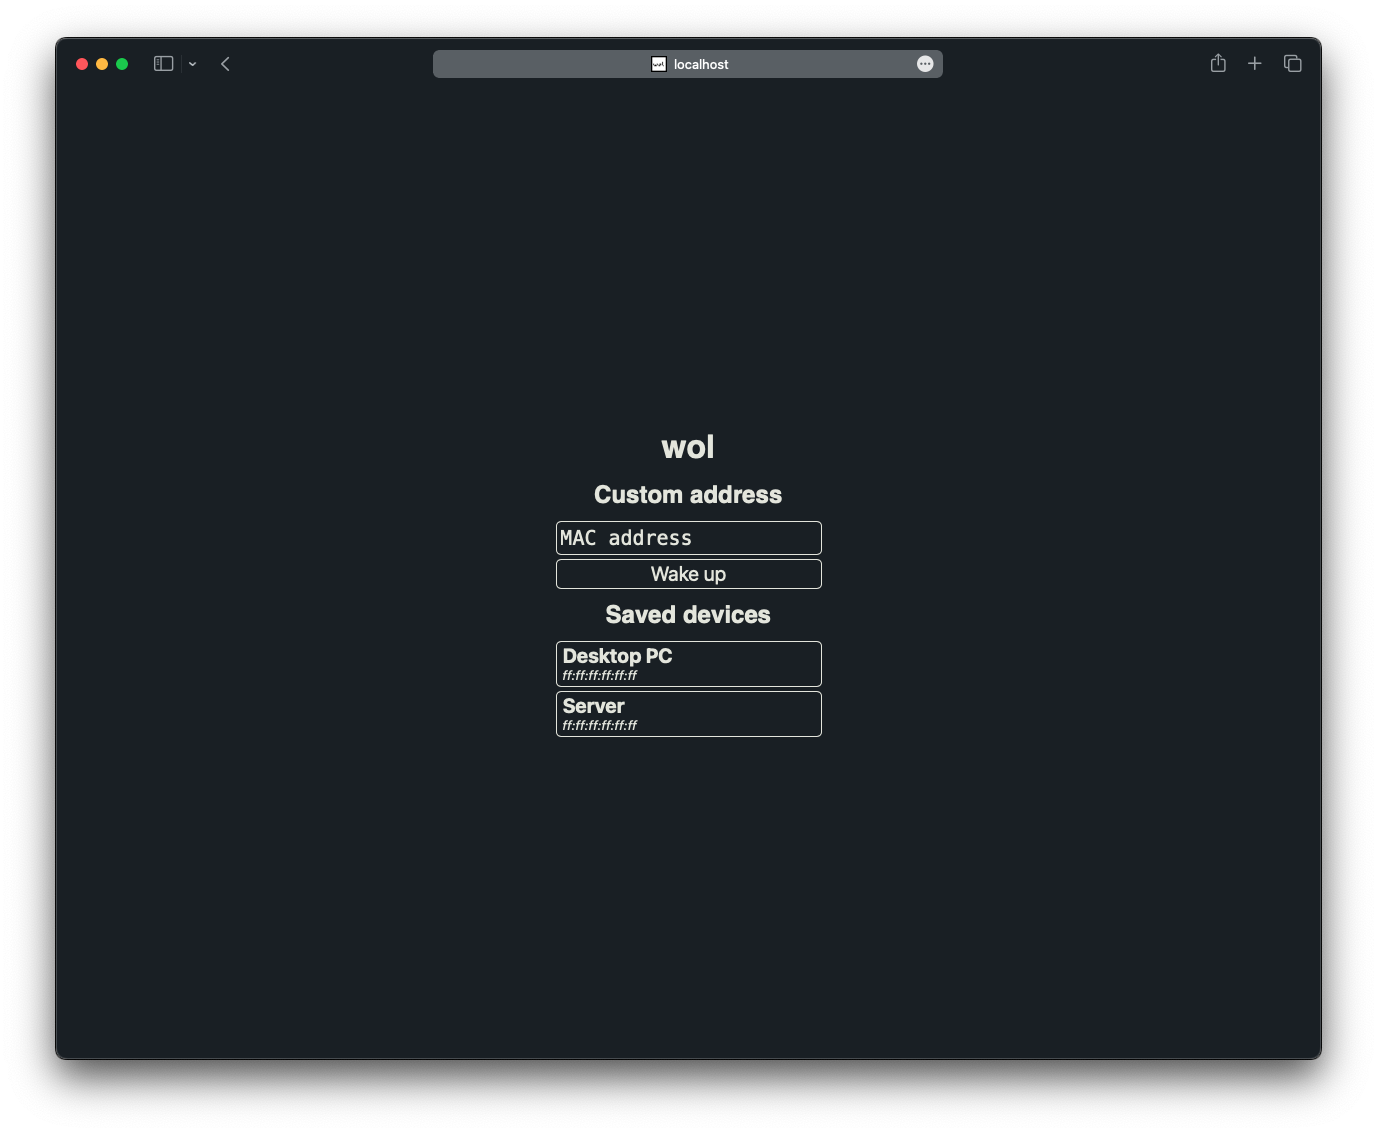 localhost
wol
Custom address
MAC address
Wake up
Saved devices
Desktop PC
ff:ff:ff:ff:ff:ff
Server
ff:ff:ff:ff:ff:ff